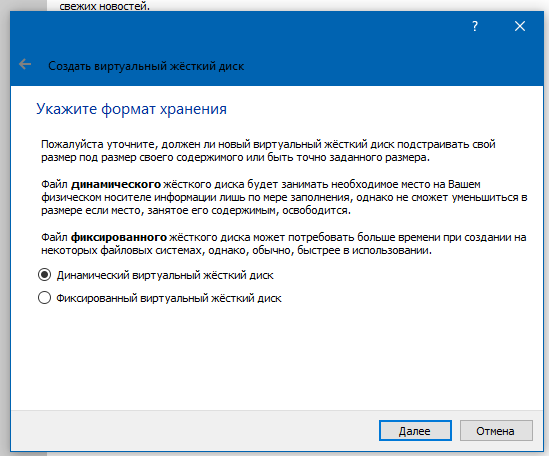 свежих новостей.
?
Создать виртуальный жёсткий диск
Укажите формат хранения
Пожалуйста уточните, должен ли новый виртуальный жёсткий диск подстраивать свой
размер под размер своего содержимого или быть точно заданного размера.
Файл динамического жёсткого диска будет занимать необходимое место на Вашем
физическом носителе информации лишь по мере заполнения, однако не сможет уменьшиться в
размере если место, занятое его содержимым, освободится.
Файл фиксированного жёсткого диска может потребовать больше времени при создании на
некоторых файловых системах, однако, обычно, быстрее в использовании.
Динамический виртуальный жёсткий диск
Фиксированный виртуальный жёсткий диск
Далее
Отмена